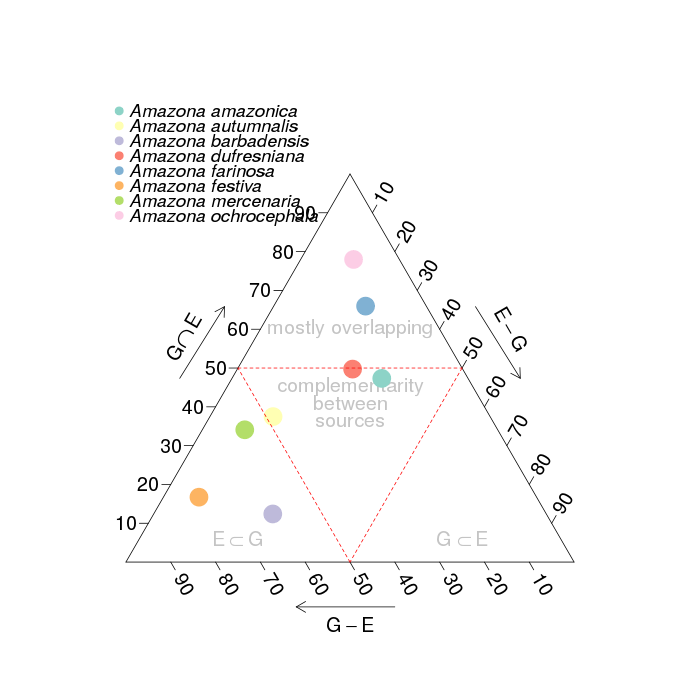 Amazona amazonica
Amazona autumnalis
Amazona barbadensis
Amazona dufresniana
Amazona farinosa
Amazona festiva
Amazona mercenaria
Amazona ochrocephala
90
80
70
60
50
40
30
20
10
G∩E
10
20
30
40
50
60
70
80
90
E − G
mostly overlapping
complementarity
between
sources
E ⊂ G
G ⊂ E
90
80
70
60
50
40
30
20
10
G − E